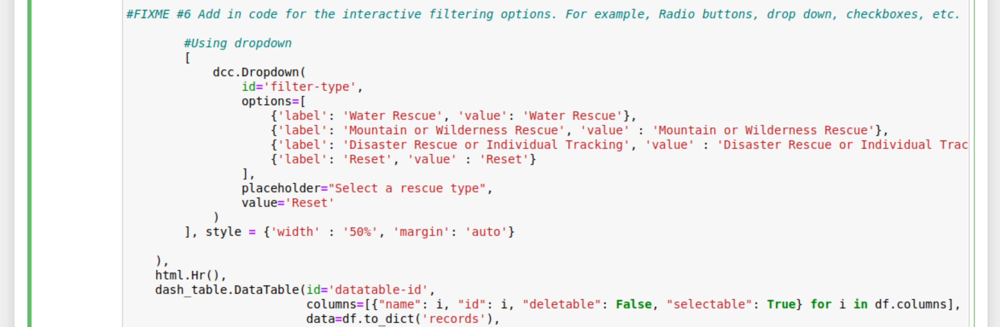 #FIXME #6 Add in code for the interactive filtering options. For example, Radio buttons, drop down, checkboxes, etc.
#Using dropdown
[
dcc.Dropdown(
id='filter-type',
options=[
{'label': 'Water Rescue', 'value': 'Water Rescue'},
{'label': 'Mountain or Wilderness Rescue', 'value' : 'Mountain or Wilderness Rescue'},
{'label': 'Disaster Rescue or Individual Tracking', 'value' : 'Disaster Rescue or Individual Trac
{'label': 'Reset', 'value' : 'Reset'}
],
placeholder="Select a rescue type",
value='Reset'
)
], style = {'width' : '50%', 'margin': 'auto'}
),
html.Hr(),
dash_table.DataTable(id='datatable-id',
columns=[{"name": i, "id": i, "deletable": False, "selectable": True} for i in df.columns],
data=df.to_dict('records'),